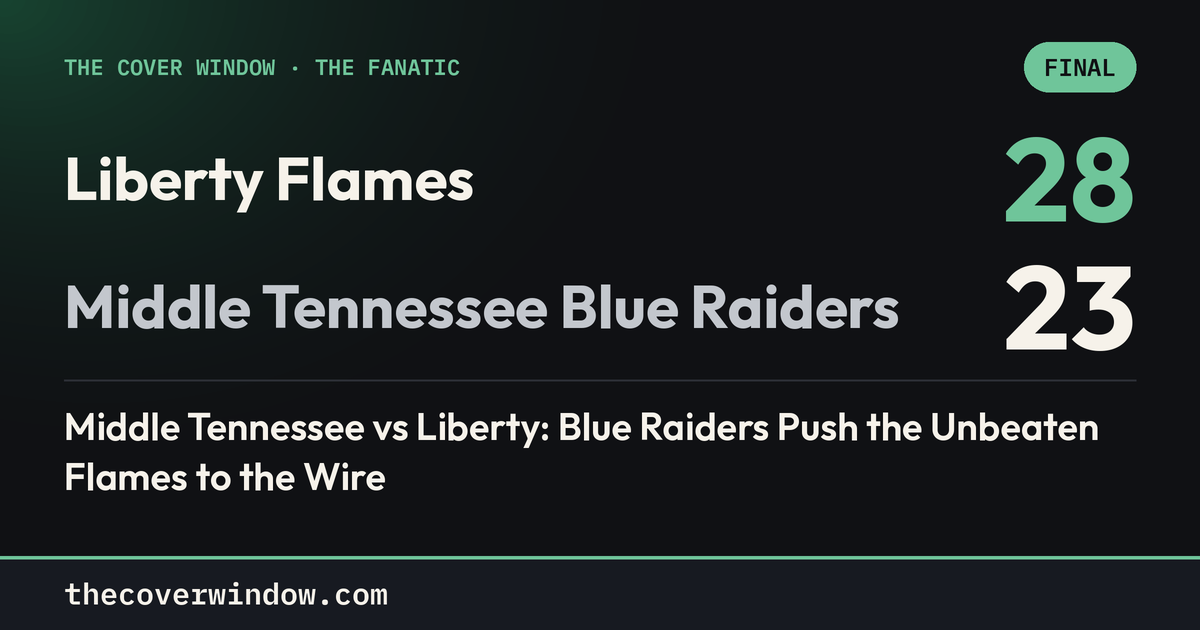 THE COVER WINDOW · THE FANATIC
FINAL
Liberty Flames
28
Middle Tennessee Blue Raiders
23
Middle Tennessee vs Liberty: Blue Raiders Push the Unbeaten
Flames to the Wire
thecoverwindow.com